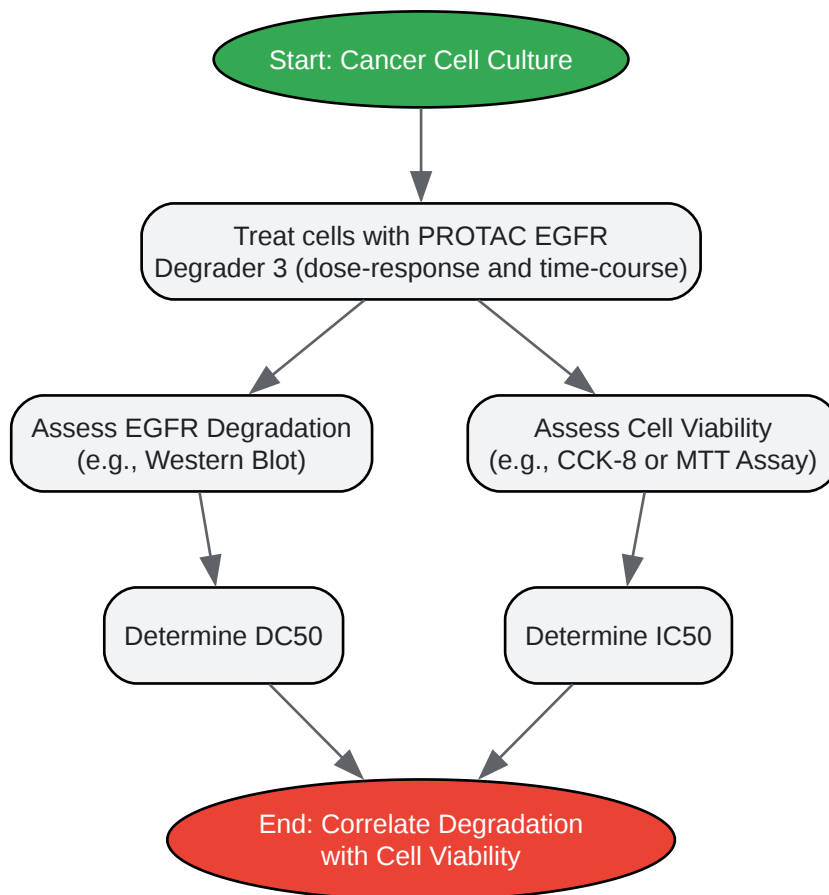 Start: Cancer Cell Culture
Treat cells with PROTAC EGFR
Degrader 3 (dose-response and time-course)
Assess EGFR Degradation
(e.g., Western Blot)
Assess Cell Viability
(e.g., CCK-8 or MTT Assay)
Determine DC50
Determine IC50
End: Correlate Degradation
with Cell Viability